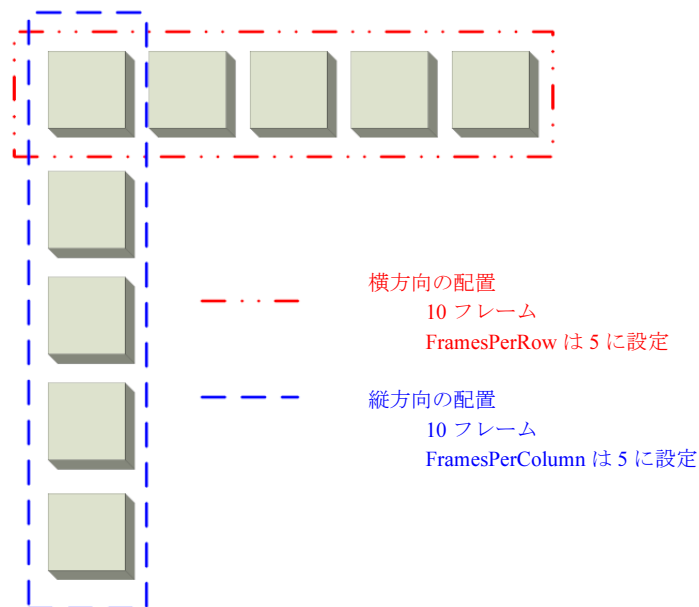 横方向の配置
10 フレーム
FramesPerRow は 5 に設定
縦方向の配置
10 フレーム
FramesPerColumn は 5 に設定